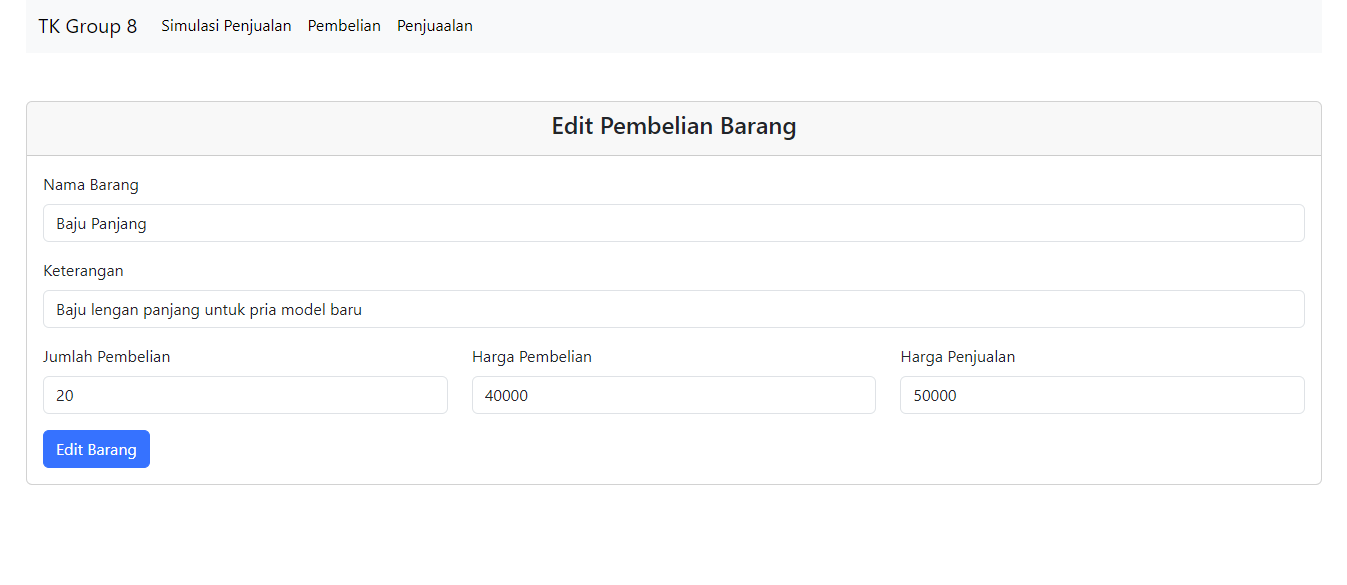 TK Group 8 Simulasi Penjualan Pembelian Penjuaalan
Edit Pembelian Barang
Nama Barang
Baju Panjang
Keterangan
Baju lengan panjang untuk pria model baru
Jumlah Pembelian Harga Pembelian Harga Penjualan
20 40000 50000
Edit Barang